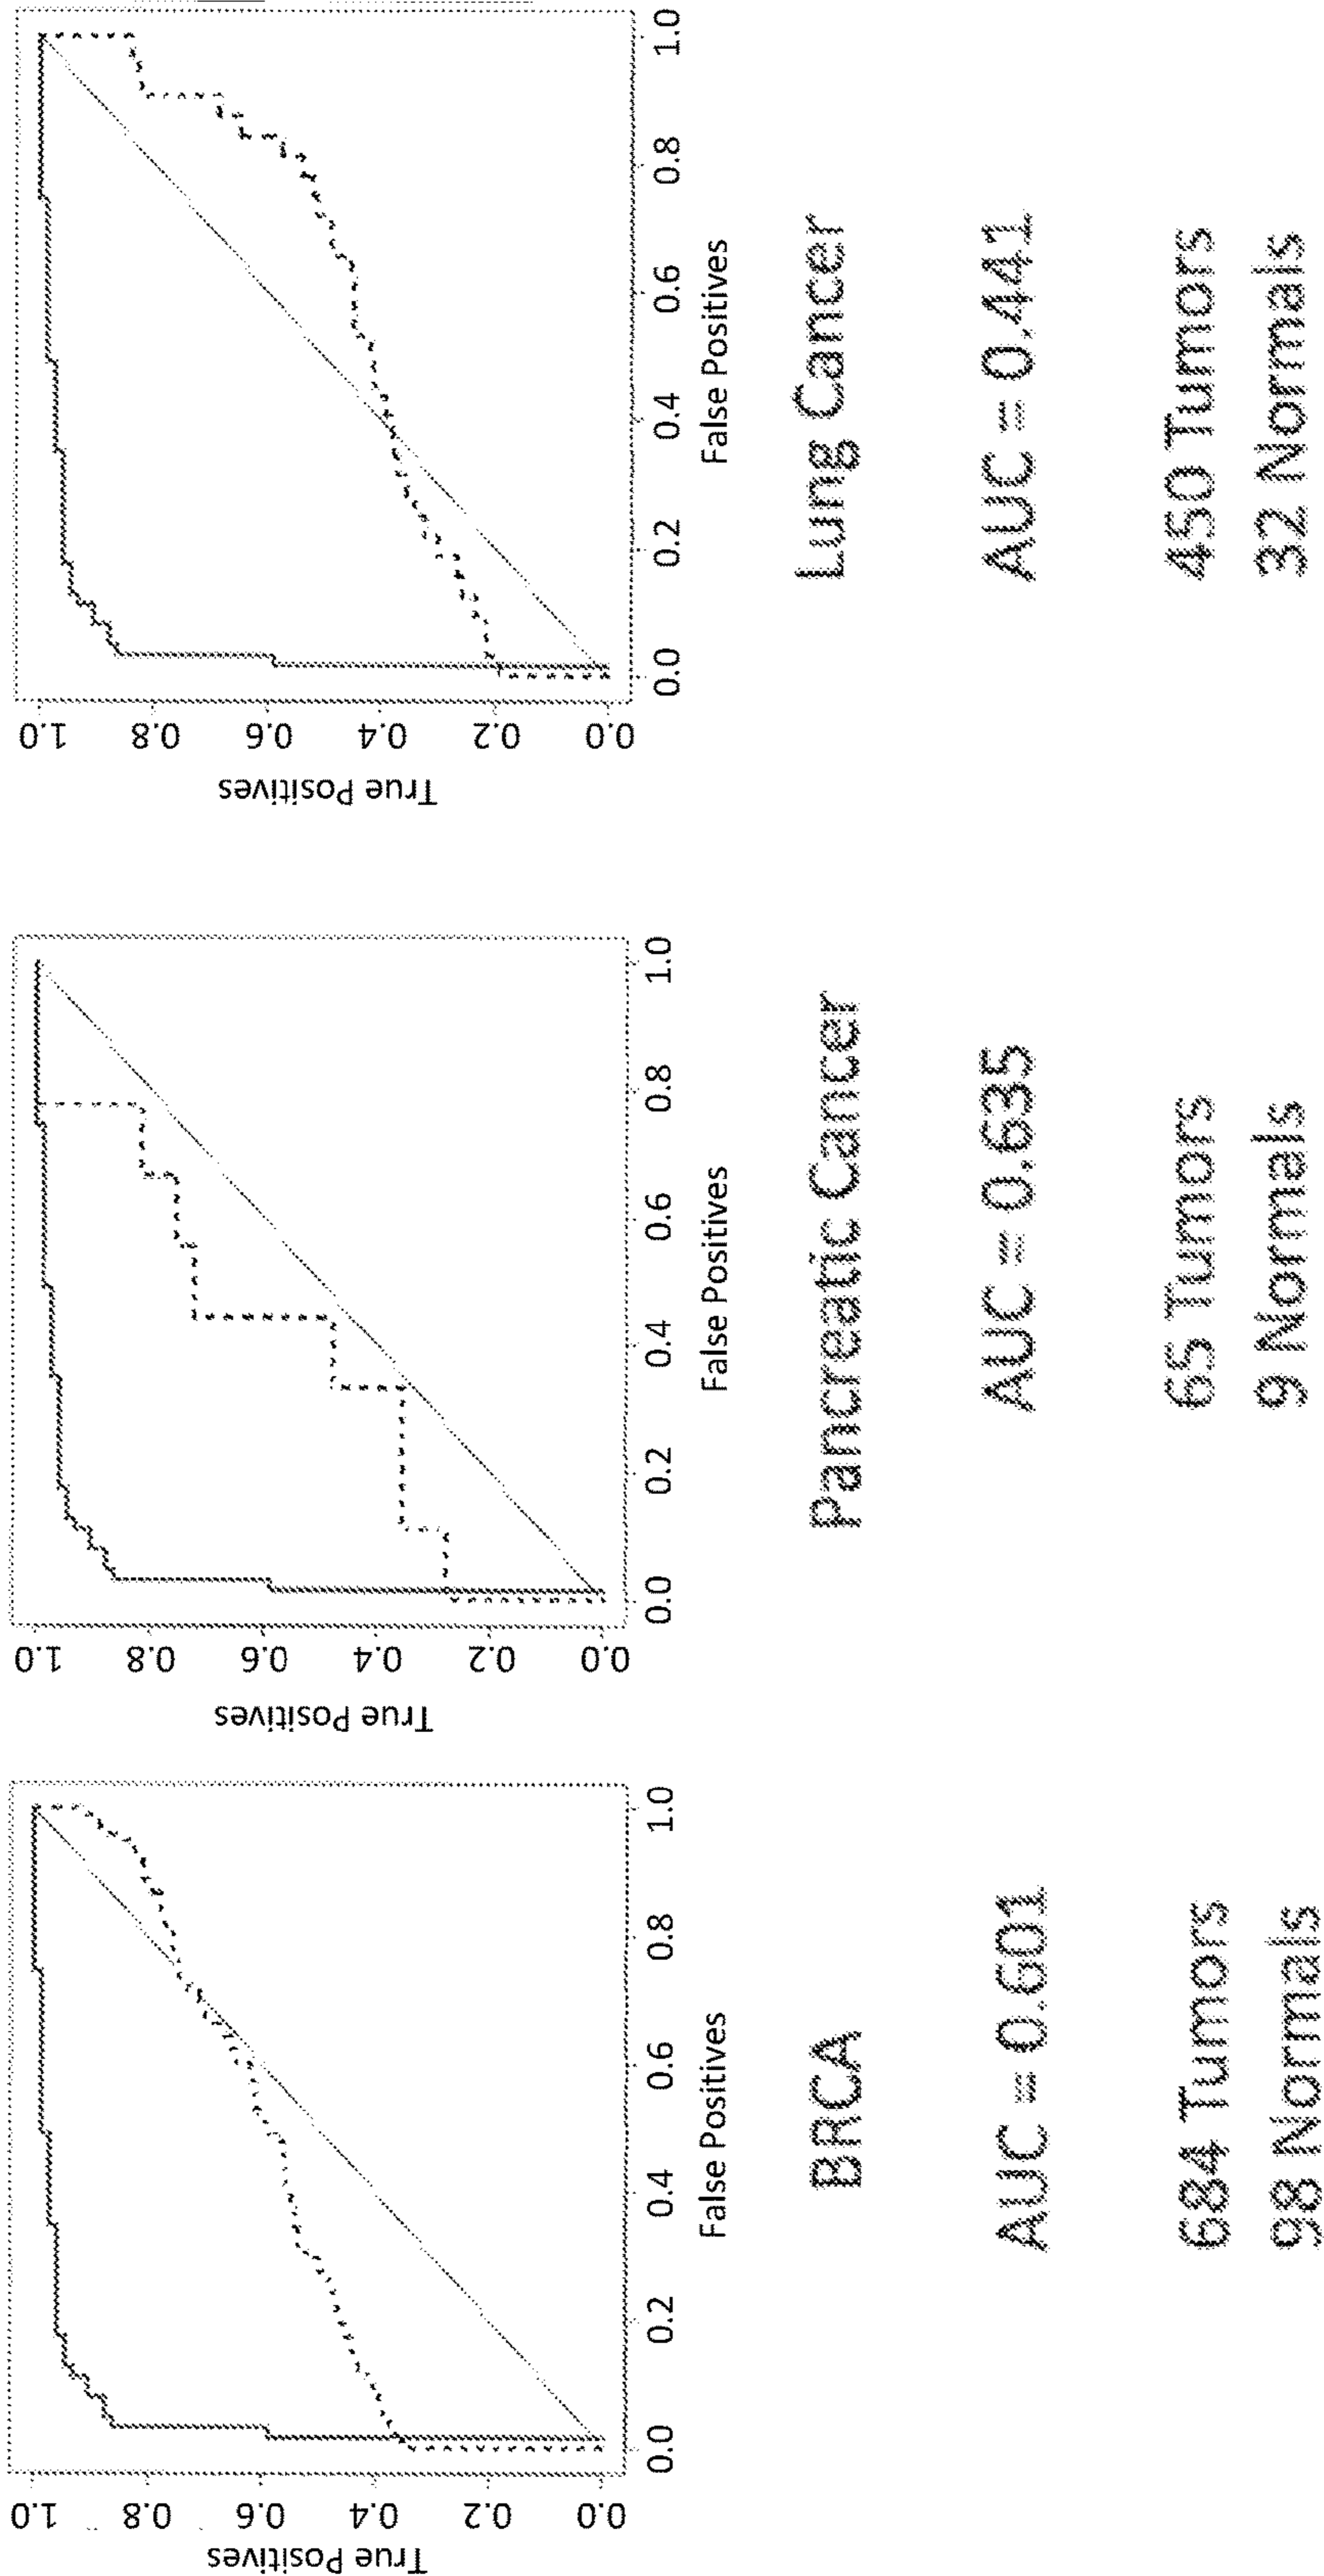 True Positives
1.0
0.8
0.6
0.4
0.2
0.0
0.0
0.2
0.4
0.6
0.8
1.0
False Positives
BRCA
AUC = 0.601
684 Tumors
98 Normals
True Positives
1.0
0.8
0.6
0.4
0.2
0.0
0.0
0.2
0.4
0.6
0.8
1.0
False Positives
Pancreatic Cancer
AUC = 0.635
65 Tumors
9 Normals
True Positives
1.0
0.8
0.6
0.4
0.2
0.0
0.0
0.2
0.4
0.6
0.8
1.0
False Positives
Lung Cancer
AUC = 0.441
450 Tumors
32 Normals